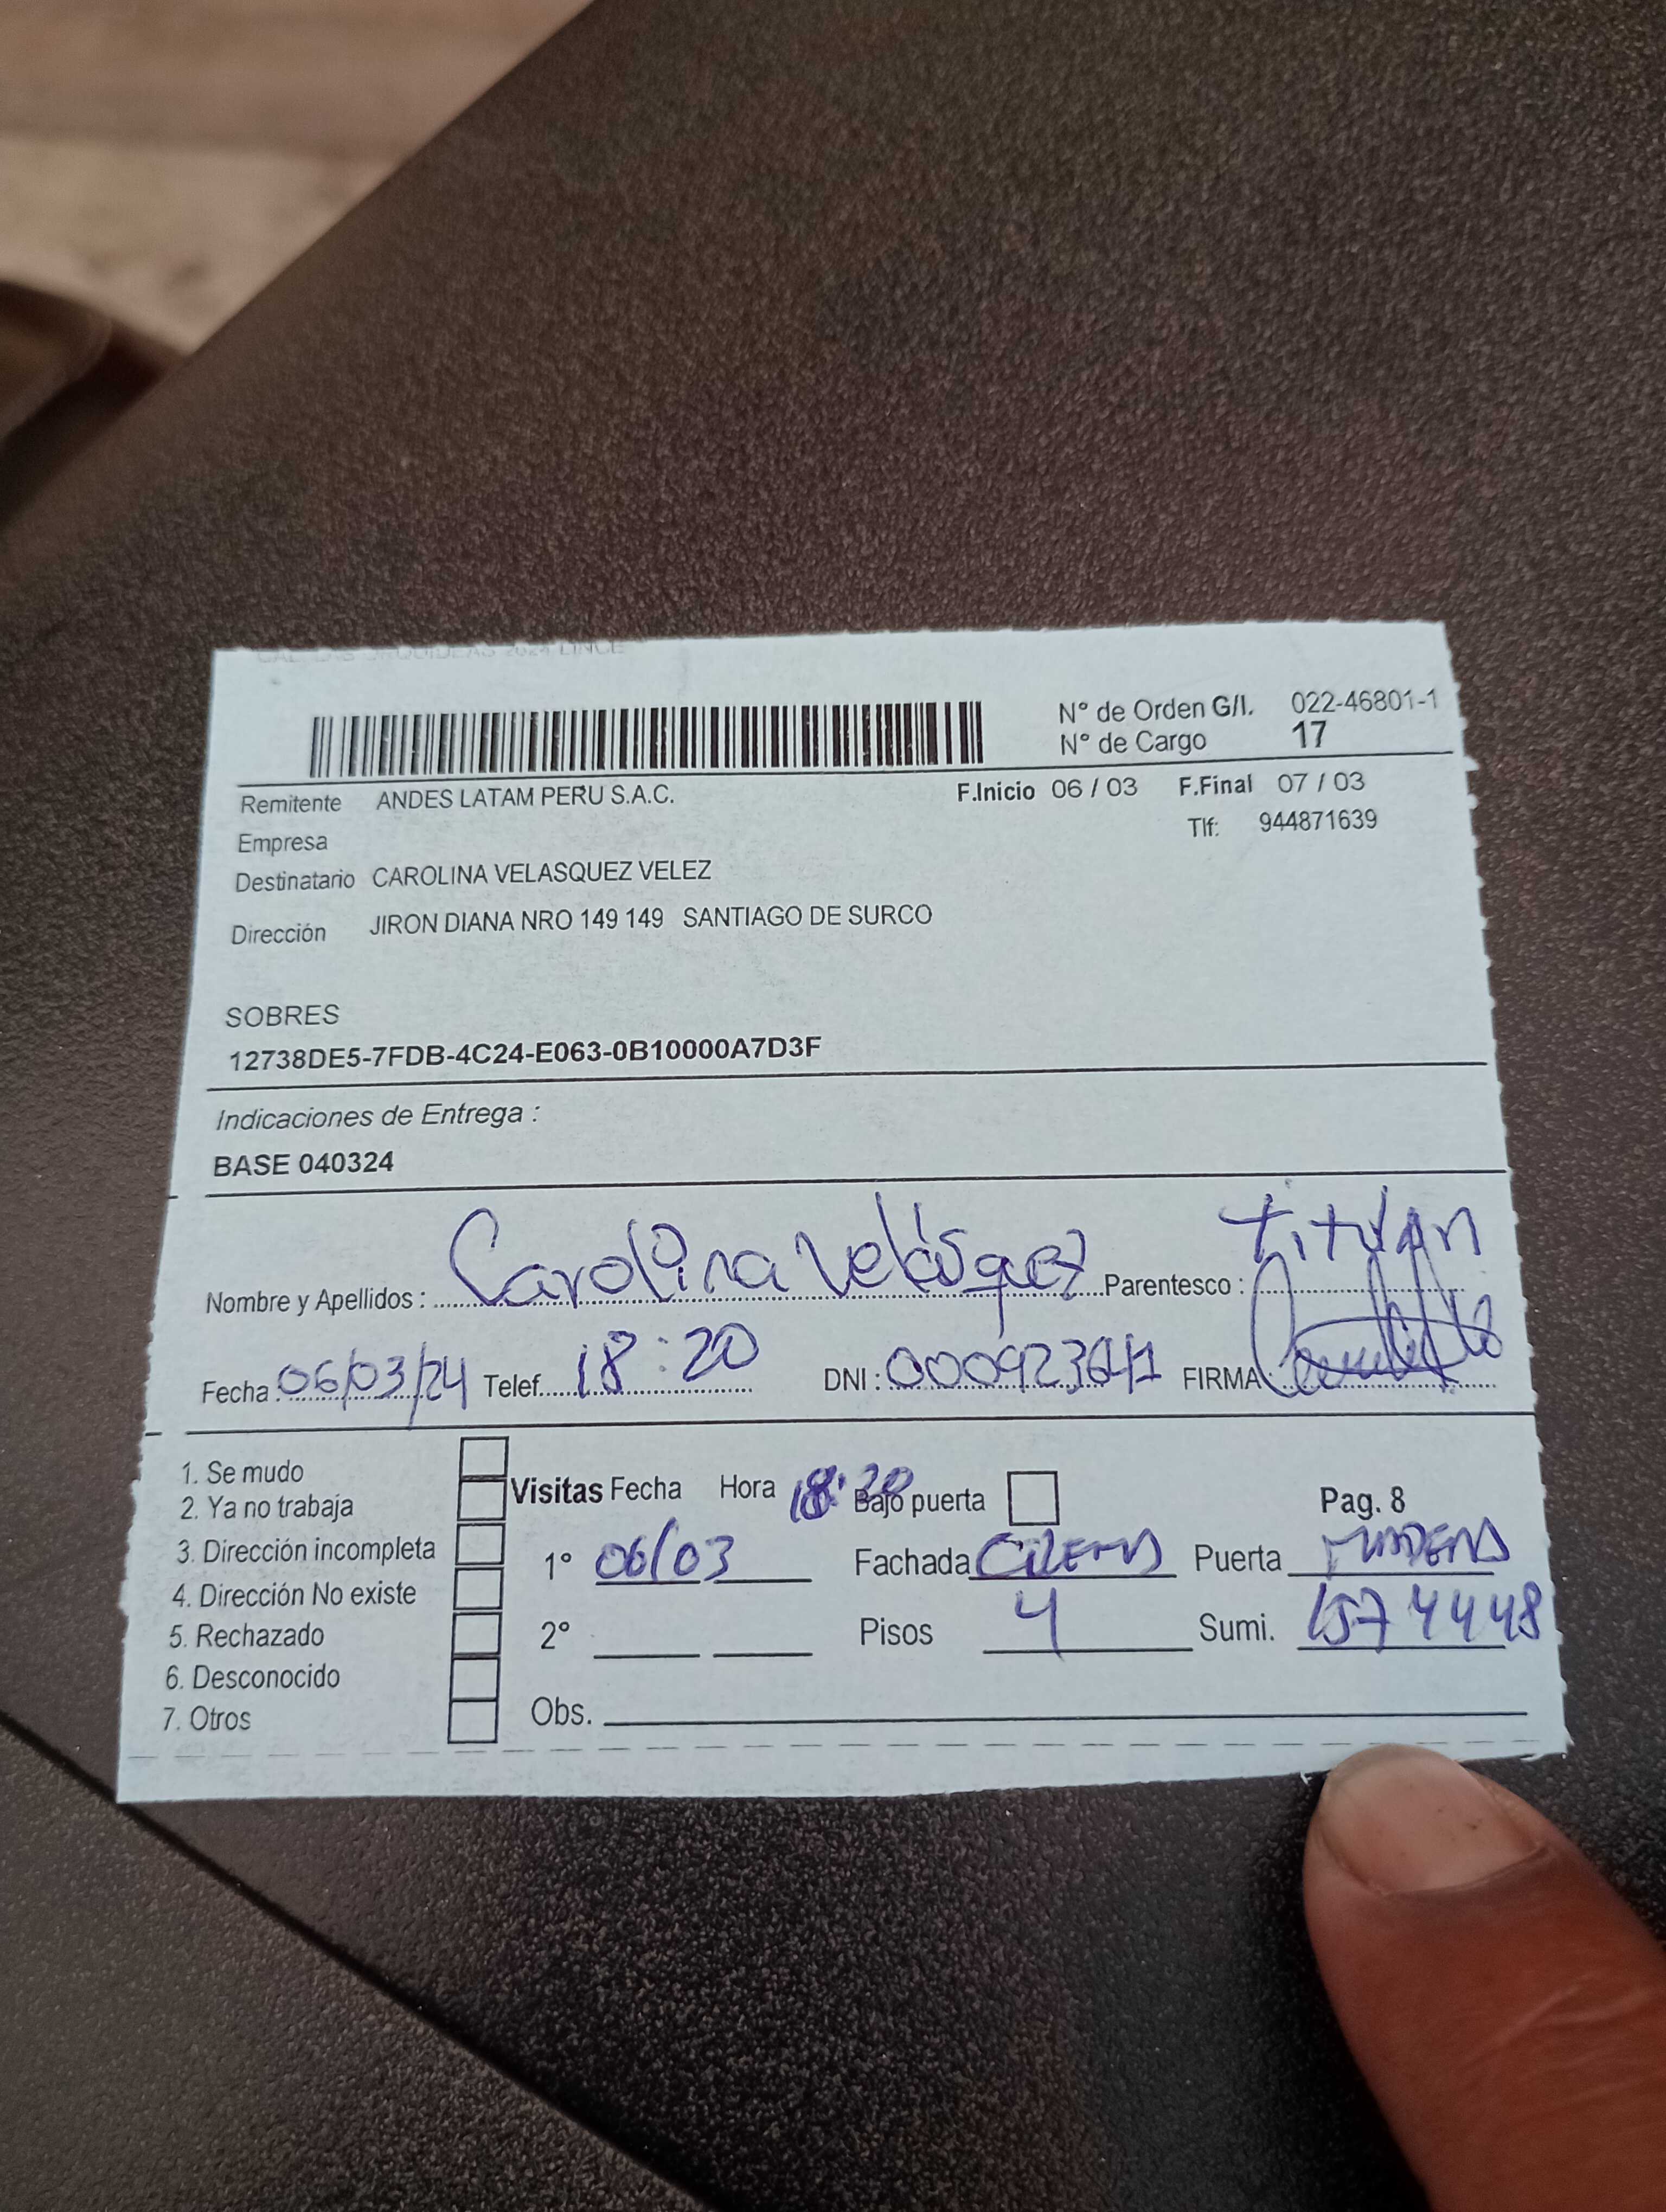 N° de Orden G/I. 022-46801-1
N° de Cargo 17
Remitente ANDES LATAM PERU S.A.C. F.Inicio 06 / 03 F.Final 07 / 03
Empresa Tlf: 944871639
Destinatario CAROLINA VELASQUEZ VELEZ
Dirección JIRON DIANA NRO 149 149 SANTIAGO DE SURCO
SOBRES
12738DE5-7FDB-4C24-E063-0B10000A7D3F
Indicaciones de Entrega :
BASE 040324
Nombre y Apellidos : Carolina Velásquez Parentesco : Titular
Fecha : 06/03/24 Telef. 18:20 DNI : 000923641 FIRMA
1. Se mudo
2. Ya no trabaja
3. Dirección incompleta
4. Dirección No existe
5. Rechazado
6. Desconocido
7. Otros
Visitas Fecha Hora 18:20 Bajo puerta Pag. 8
1° 06/03 Fachada CREMA Puerta MADERA
2° Pisos 4 Sumi. 1574448
Obs.